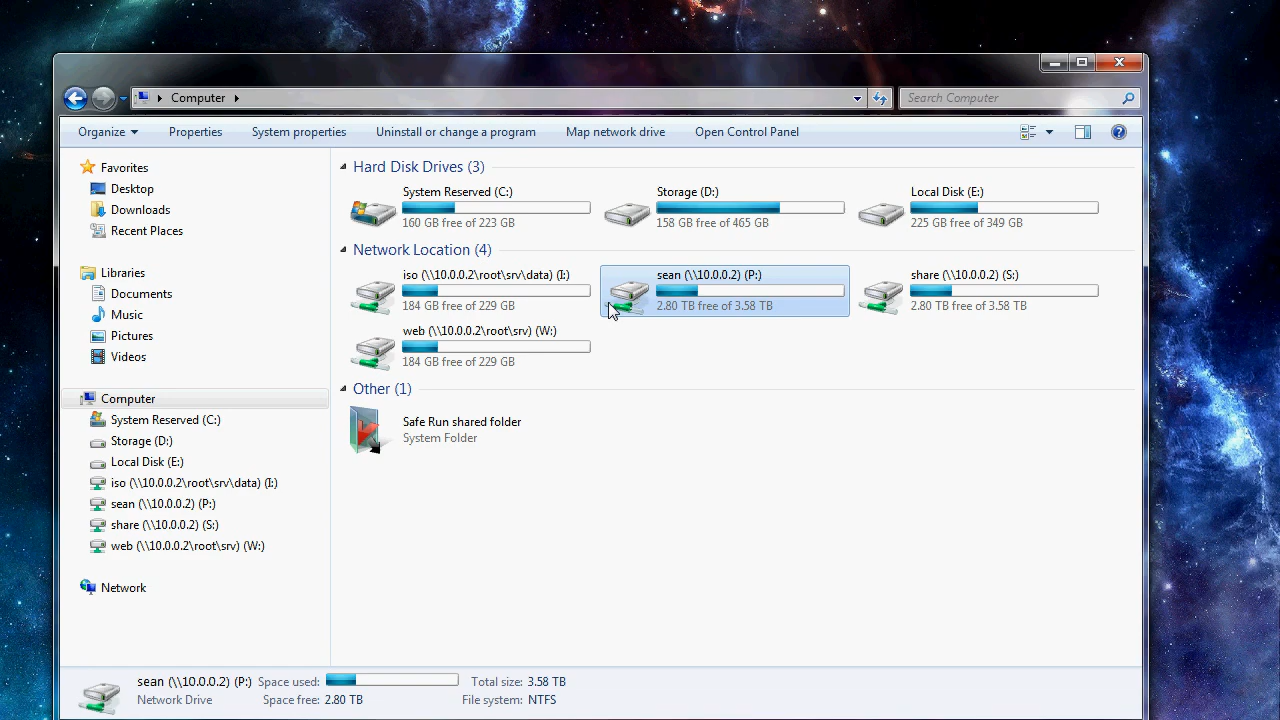 Computer
Search Computer
Organize Properties System properties Uninstall or change a program Map network drive Open Control Panel
Favorites
Desktop
Downloads
Recent Places
Libraries
Documents
Music
Pictures
Videos
Computer
System Reserved (C:)
Storage (D:)
Local Disk (E:)
iso (\\10.0.0.2\root\srv\data) (I:)
sean (\\10.0.0.2) (P:)
share (\\10.0.0.2) (S:)
web (\\10.0.0.2\root\srv) (W:)
Network
Hard Disk Drives (3)
System Reserved (C:)
160 GB free of 223 GB
Storage (D:)
158 GB free of 465 GB
Local Disk (E:)
225 GB free of 349 GB
Network Location (4)
iso (\\10.0.0.2\root\srv\data) (I:)
184 GB free of 229 GB
sean (\\10.0.0.2) (P:)
2.80 TB free of 3.58 TB
share (\\10.0.0.2) (S:)
2.80 TB free of 3.58 TB
web (\\10.0.0.2\root\srv) (W:)
184 GB free of 229 GB
Other (1)
Safe Run shared folder
System Folder
sean (\\10.0.0.2) (P:) Space used: Total size: 3.58 TB
Network Drive Space free: 2.80 TB File system: NTFS